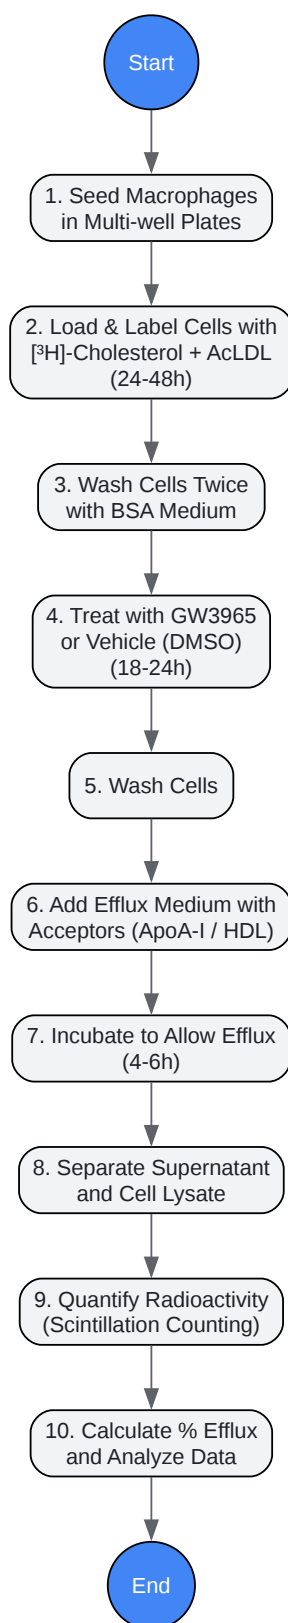 Start
1. Seed Macrophages
in Multi-well Plates
2. Load & Label Cells with
[³H]-Cholesterol + AcLDL
(24-48h)
3. Wash Cells Twice
with BSA Medium
4. Treat with GW3965
or Vehicle (DMSO)
(18-24h)
5. Wash Cells
6. Add Efflux Medium with
Acceptors (ApoA-I / HDL)
7. Incubate to Allow Efflux
(4-6h)
8. Separate Supernatant
and Cell Lysate
9. Quantify Radioactivity
(Scintillation Counting)
10. Calculate % Efflux
and Analyze Data
End